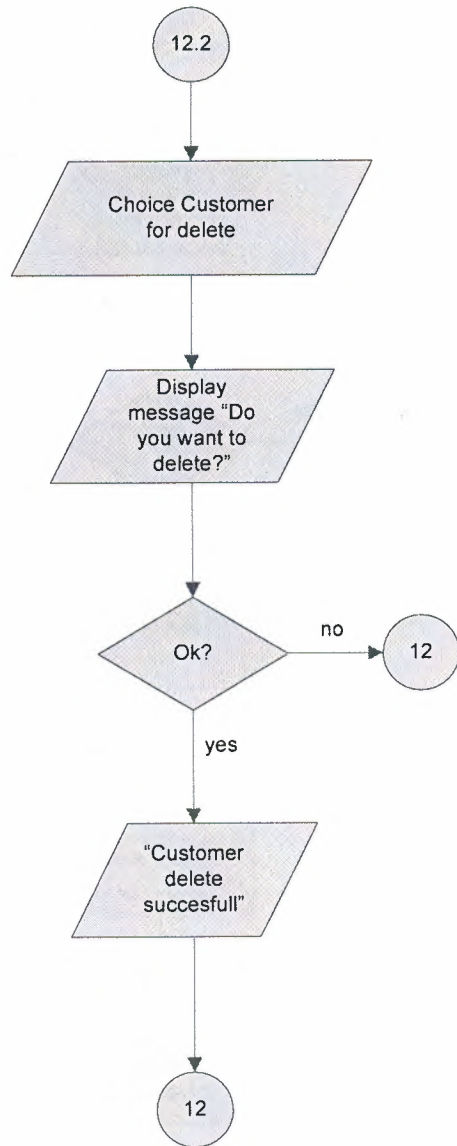 12.2
Choice Customer
for delete
Display
message “Do
you want to
delete?”
Ok?
no
12
yes
“Customer
delete
succesfull”
12